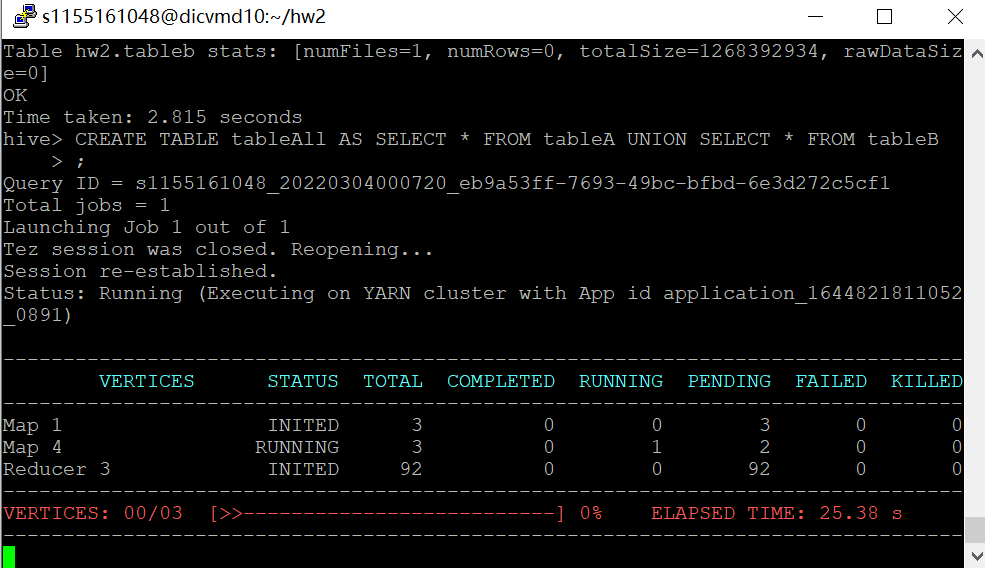 s1155161048@dicvmd10:~/hw2
Table hw2.tableb stats: [numFiles=1, numRows=0, totalSize=1268392934, rawDataSiz
e=0]
OK
Time taken: 2.815 seconds
hive> CREATE TABLE tableAll AS SELECT * FROM tableA UNION SELECT * FROM tableB
    > ;
Query ID = s1155161048_20220304000720_eb9a53ff-7693-49bc-bfbd-6e3d272c5cf1
Total jobs = 1
Launching Job 1 out of 1
Tez session was closed. Reopening...
Session re-established.
Status: Running (Executing on YARN cluster with App id application_1644821811052
_0891)
--------------------------------------------------------------------------------
        VERTICES      STATUS  TOTAL  COMPLETED  RUNNING  PENDING  FAILED  KILLED
--------------------------------------------------------------------------------
Map 1                 INITED      3          0        0        3       0       0
Map 4                RUNNING      3          0        1        2       0       0
Reducer 3             INITED     92          0        0       92       0       0
--------------------------------------------------------------------------------
VERTICES: 00/03  [>>--------------------------] 0%    ELAPSED TIME: 25.38 s
--------------------------------------------------------------------------------